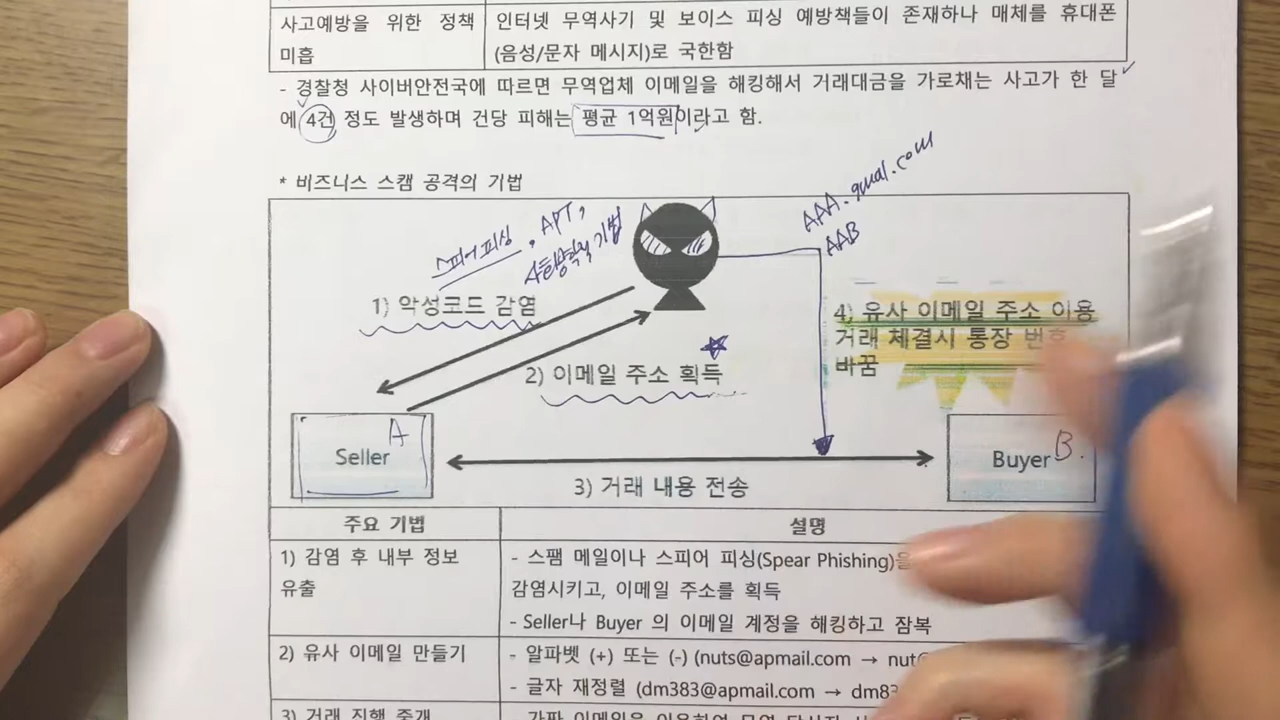 사고예방을 위한 정책
미흡
인터넷 무역사기 및 보이스 피싱 예방책들이 존재하나 매체를 휴대폰
(음성/문자 메시지)로 국한함
- 경찰청 사이버안전국에 따르면 무역업체 이메일을 해킹해서 거래대금을 가로채는 사고가 한 달
에 4건 정도 발생하며 건당 피해는 평균 1억원이라고 함.
* 비즈니스 스캠 공격의 기법
스피어피싱, APT,
사회공학적 기법
AAA.gmal.com
AAB
1) 악성코드 감염
2) 이메일 주소 획득
4) 유사 이메일 주소 이용
거래 체결시 통장 번호
바꿈
Seller A
Buyer B.
3) 거래 내용 전송
주요 기법
설명
1) 감염 후 내부 정보
유출
- 스팸 메일이나 스피어 피싱(Spear Phishing)을
감염시키고, 이메일 주소를 획득
- Seller나 Buyer 의 이메일 계정을 해킹하고 잠복
2) 유사 이메일 만들기
- 알파벳 (+) 또는 (-) (nuts@apmail.com → nut@
- 글자 재정렬 (dm383@apmail.com → dm83
3) 거래 진행 중개